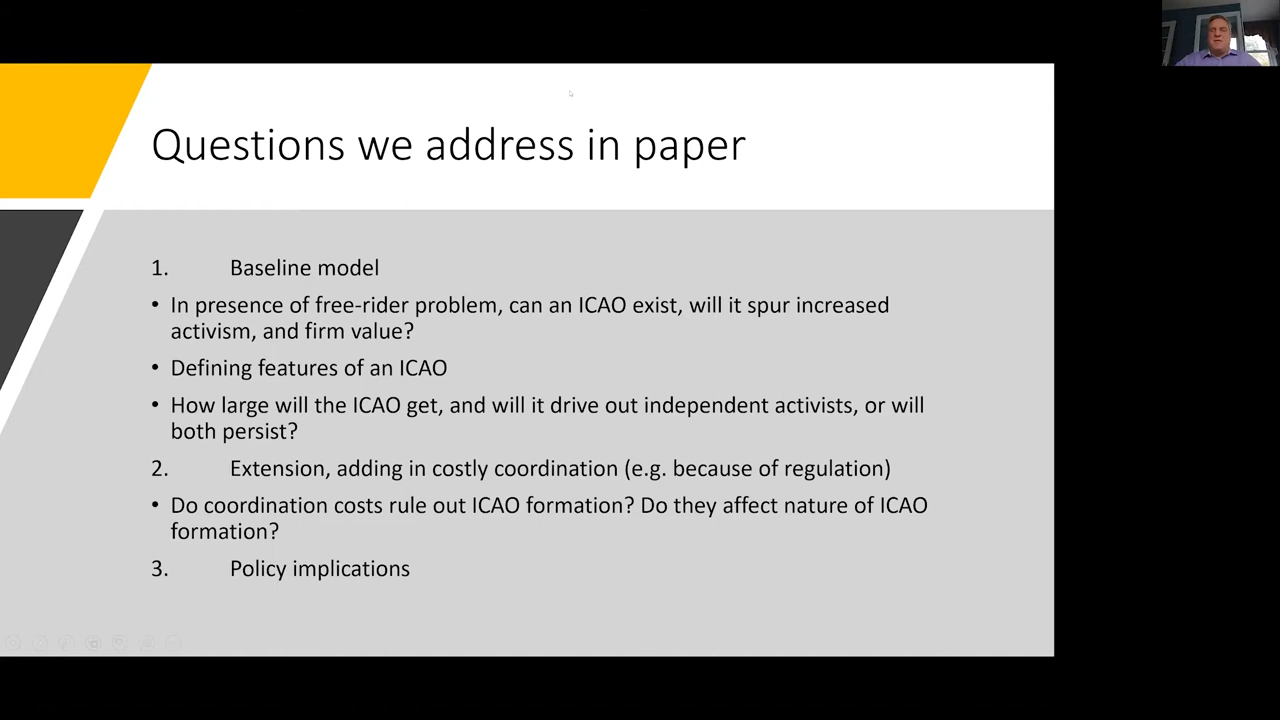 Questions we address in paper
1. Baseline model
• In presence of free-rider problem, can an ICAO exist, will it spur increased
activism, and firm value?
• Defining features of an ICAO
• How large will the ICAO get, and will it drive out independent activists, or will
both persist?
2. Extension, adding in costly coordination (e.g. because of regulation)
• Do coordination costs rule out ICAO formation? Do they affect nature of ICAO
formation?
3. Policy implications